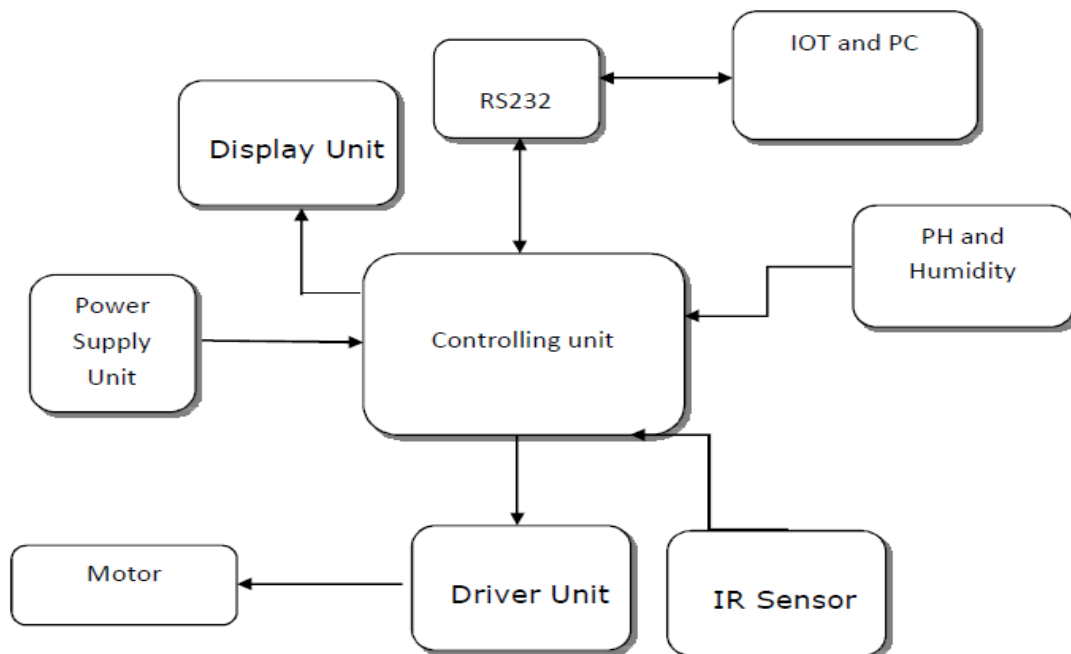 IOT and PC
RS232
Display Unit
PH and
Humidity
Power
Supply
Unit
Controlling unit
Motor
Driver Unit
IR Sensor